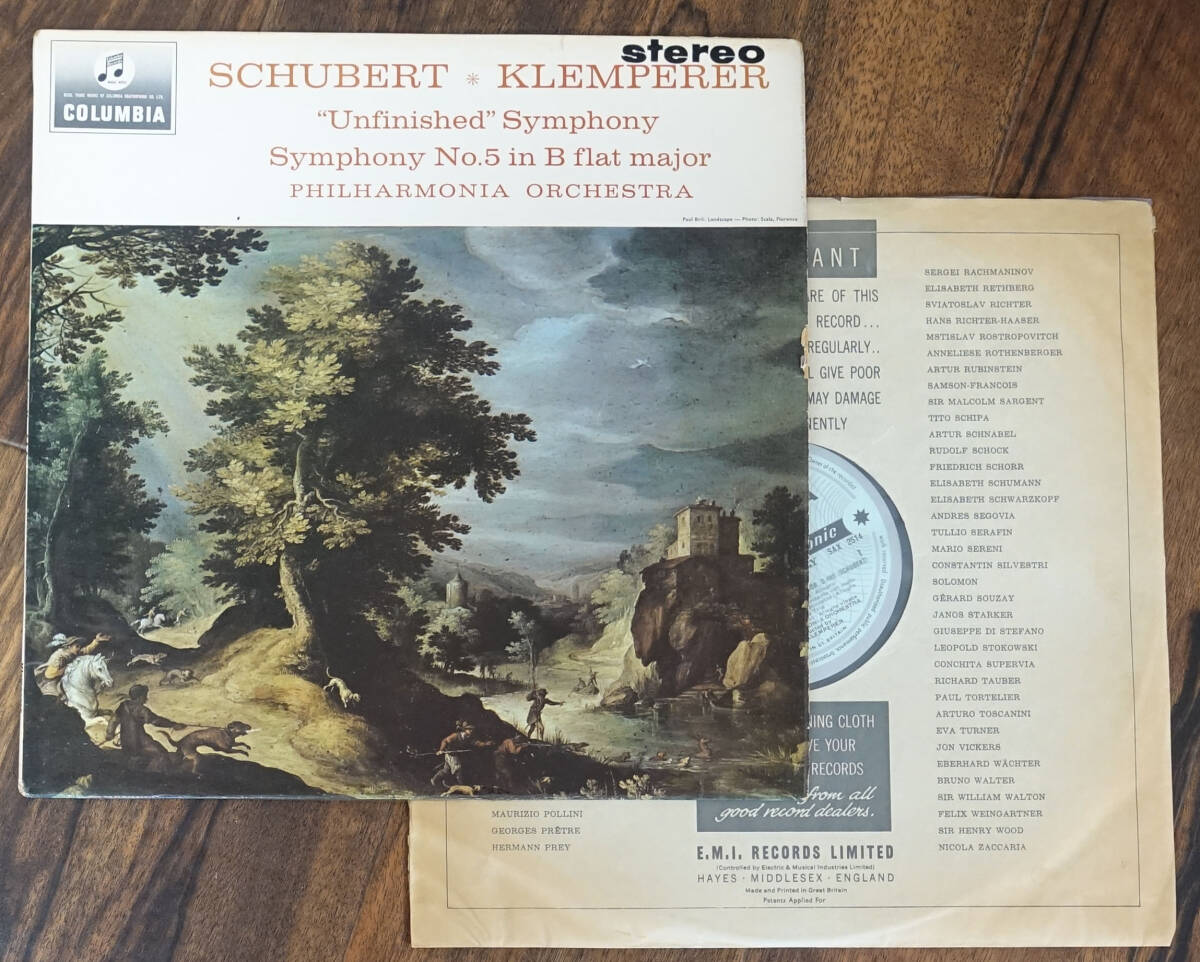 stereo
SCHUBERT * KLEMPERER
COLUMBIA
“Unfinished” Symphony
Symphony No.5 in B flat major
PHILHARMONIA ORCHESTRA
Paul Bril: Landscape — Photo: Scala, Florence
ANT
RE OF THIS
RECORD...
REGULARLY..
L GIVE POOR
MAY DAMAGE
NENTLY
nic
SAX 2514
NING CLOTH
VE YOUR
RECORDS
from all
good record dealers.
E.M.I. RECORDS LIMITED
(Controlled by Electric & Musical Industries Limited)
HAYES · MIDDLESEX · ENGLAND
Made and Printed in Great Britain
Patents Applied For
MAURIZIO POLLINI
GEORGES PRÊTRE
HERMANN PREY
SERGEI RACHMANINOV
ELISABETH RETHBERG
SVIATOSLAV RICHTER
HANS RICHTER-HAASER
MSTISLAV ROSTROPOVITCH
ANNELIESE ROTHENBERGER
ARTUR RUBINSTEIN
SAMSON-FRANCOIS
SIR MALCOLM SARGENT
TITO SCHIPA
ARTUR SCHNABEL
RUDOLF SCHOCK
FRIEDRICH SCHORR
ELISABETH SCHUMANN
ELISABETH SCHWARZKOPF
ANDRES SEGOVIA
TULLIO SERAFIN
MARIO SERENI
CONSTANTIN SILVESTRI
SOLOMON
GÉRARD SOUZAY
JANOS STARKER
GIUSEPPE DI STEFANO
LEOPOLD STOKOWSKI
CONCHITA SUPERVIA
RICHARD TAUBER
PAUL TORTELIER
ARTURO TOSCANINI
EVA TURNER
JON VICKERS
EBERHARD WÄCHTER
BRUNO WALTER
SIR WILLIAM WALTON
FELIX WEINGARTNER
SIR HENRY WOOD
NICOLA ZACCARIA